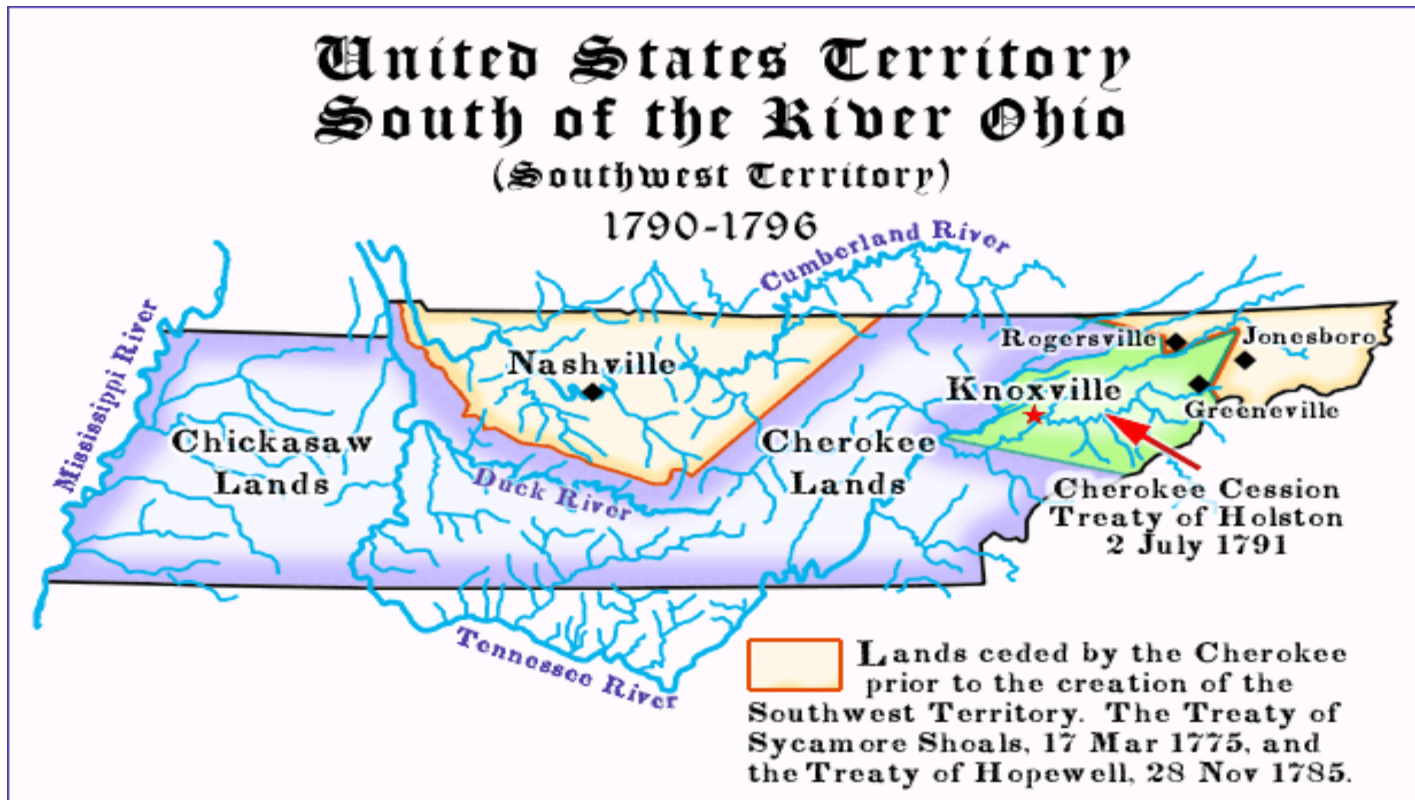 United States Territory
South of the River Ohio
(Southwest Territory)
1790-1796
Cumberland River
Mississippi River
Rogersville
Jonesboro
Nashville
Knoxville
Greeneville
Chickasaw
Lands
Cherokee
Lands
Duck River
Cherokee Cession
Treaty of Holston
2 July 1791
Tennessee River
Lands ceded by the Cherokee
prior to the creation of the
Southwest Territory. The Treaty of
Sycamore Shoals, 17 Mar 1775, and
the Treaty of Hopewell, 28 Nov 1785.